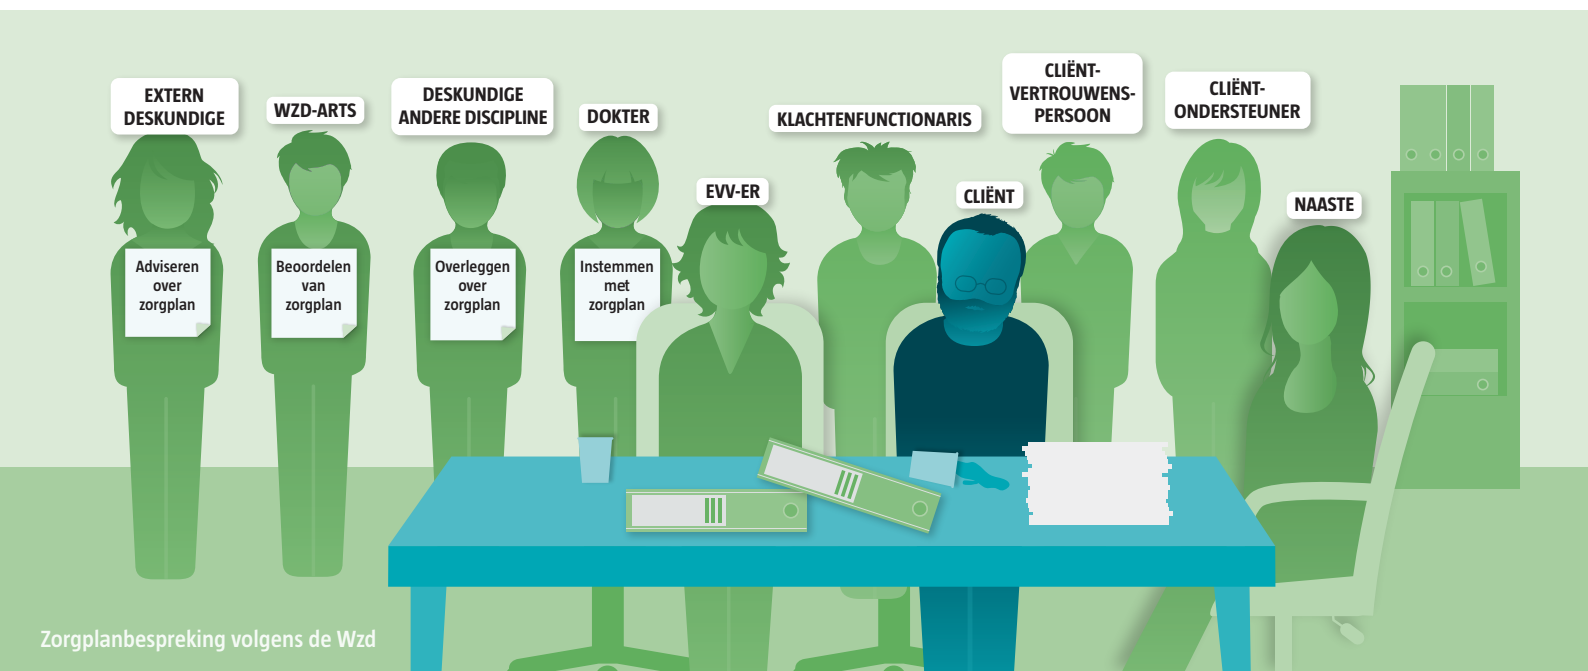 EXTERN
DESKUNDIGE
WZD-ARTS
DESKUNDIGE
ANDERE DISCIPLINE
DOKTER
EVV-ER
KLACHTENFUNCTIONARIS
CLIËNT
CLIËNT-
VERTROUWENS-
PERSOON
CLIËNT-
ONDERSTEUNER
NAASTE
Adviseren
over
zorgplan
Beoordelen
van
zorgplan
Overleggen
over
zorgplan
Instemmen
met
zorgplan
Zorgplanbespreking volgens de Wzd